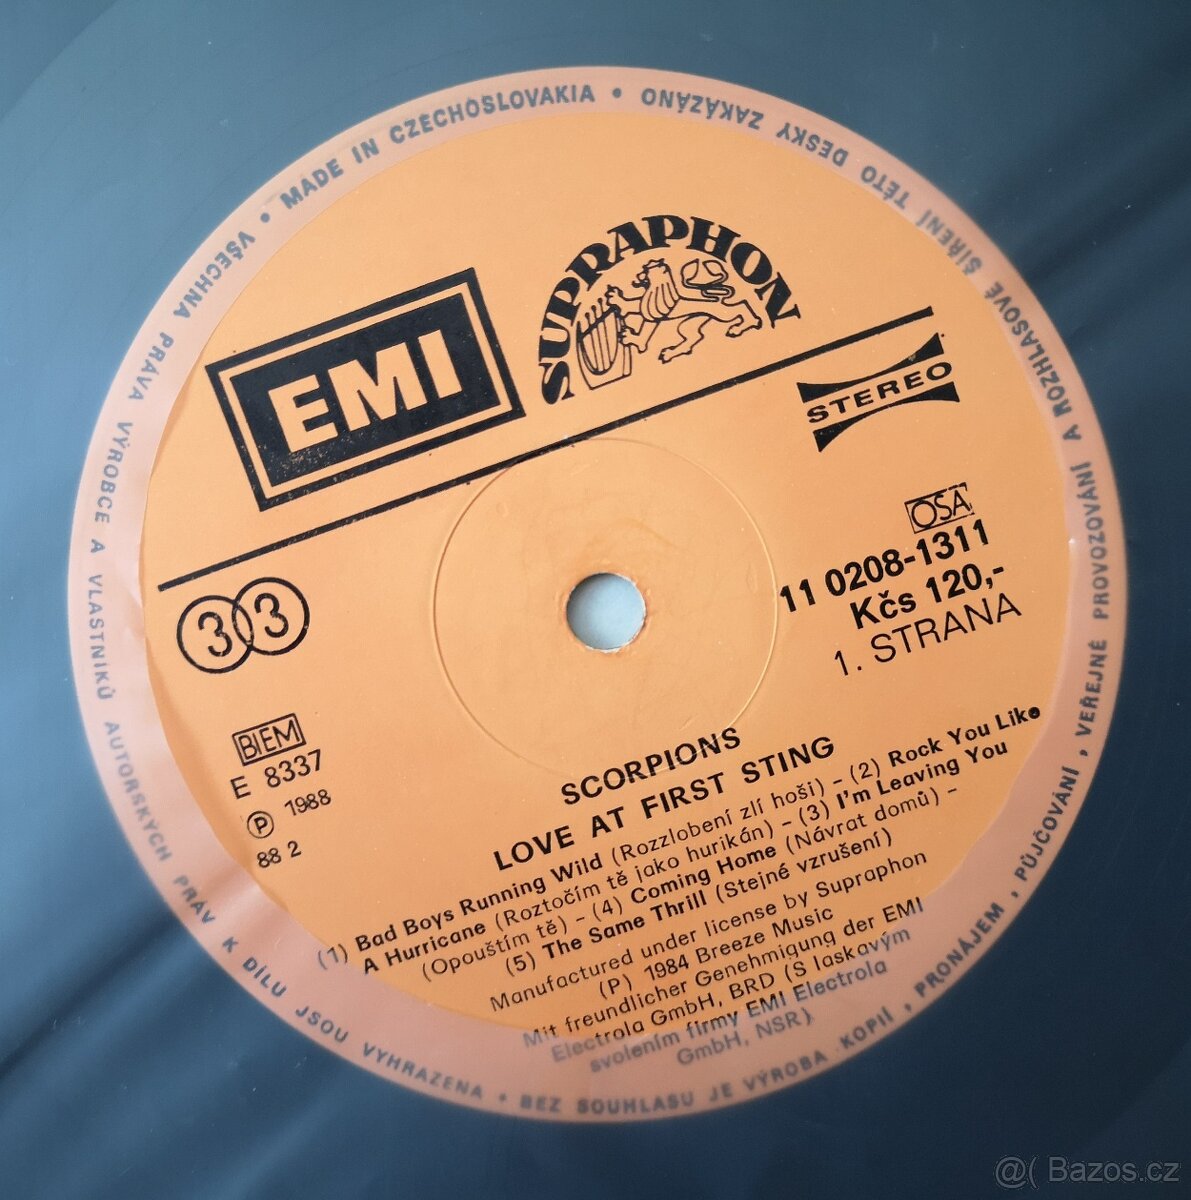 • MADE IN CZECHOSLOVAKIA •
VŠECHNA PRÁVA VÝROBCE A VLASTNÍKŮ AUTORSKÝCH PRÁV K DÍLU JSOU VYHRAZENA • BEZ SOUHLASU JE VÝROBA KOPIÍ, PRONÁJEM, PŮJČOVÁNÍ, VEŘEJNÉ PROVOZOVÁNÍ A ROZHLASOVÉ ŠÍŘENÍ TÉTO DESKY ZAKÁZÁNO
EMI
SUPRAPHON
STEREO
33
OSA
11 0208-1311
Kčs 120,-
1. STRANA
BIEM
E 8337
Ⓟ 1988
88 2
SCORPIONS
LOVE AT FIRST STING
(1) Bad Boys Running Wild (Rozzlobení zlí hoši) – (2) Rock You Like
A Hurricane (Roztočím tě jako hurikán) – (3) I'm Leaving You
(Opouštím tě) – (4) Coming Home (Návrat domů) –
(5) The Same Thrill (Stejné vzrušení)
Manufactured under license by Supraphon
(P) 1984 Breeze Music
Mit freundlicher Genehmigung der EMI
Electrola GmbH, BRD (S laskavým
svolením firmy EMI Electrola
GmbH, NSR)
@( Bazos.cz